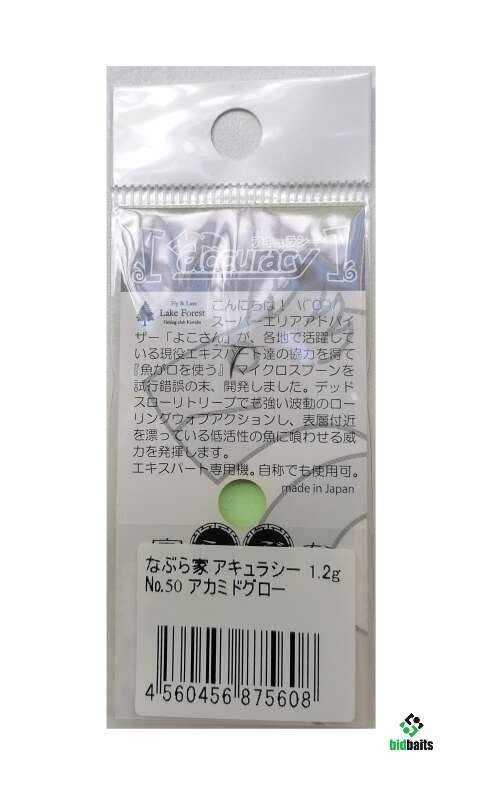 アキュラシー
accuracy
Fly & Lure
Lake Forest
Fishing club Kuroiso
こんにちは! \(^O^)/
スーパーエリアアドバイ
ザー「よこさん」が、各地で活躍して
いる現役エキスパート達の協力を得て
『魚が口を使う』マイクロスプーンを
試行錯誤の末、開発しました。デッド
スローリトリーブでも強い波動のロー
リングウォブアクションし、表層付近
を漂っている低活性の魚に喰わせる威
力を発揮します。
エキスパート専用機。自称でも使用可。
made in Japan
なぶら家 アキュラシー 1.2g
No.50 アカミドグロー
4 560456 875608
bidbaits